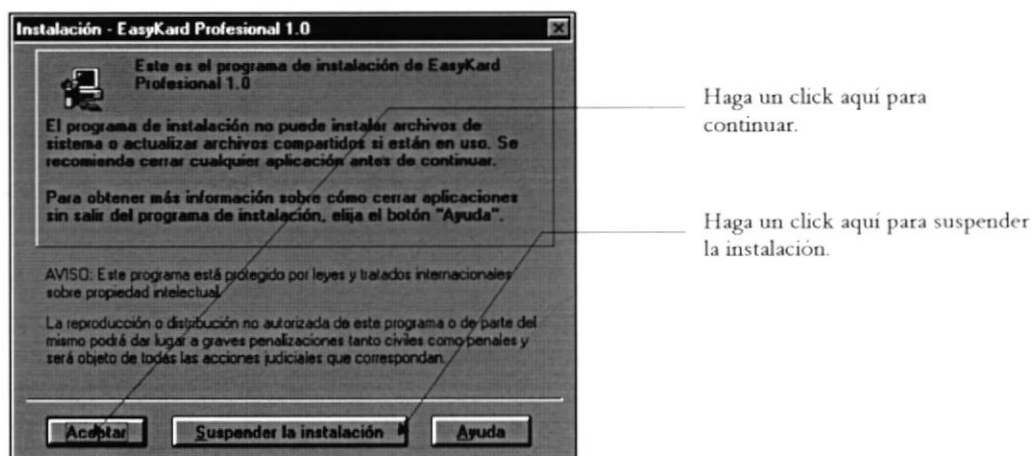 Instalación - EasyKard Profesional 1.0
Este es el programa de instalación de EasyKard
Profesional 1.0
El programa de instalación no puede instalar archivos de
sistema o actualizar archivos compartidos si están en uso. Se
recomienda cerrar cualquier aplicación antes de continuar.
Para obtener más información sobre cómo cerrar aplicaciones
sin salir del programa de instalación, elija el botón "Ayuda".
AVISO: Este programa está protegido por leyes y tratados internacionales
sobre propiedad intelectual.
La reproducción o distribución no autorizada de este programa o de parte del
mismo podrá dar lugar a graves penalizaciones tanto civiles como penales y
será objeto de todas las acciones judiciales que correspondan.
Aceptar
Suspender la instalación
Ayuda
Haga un click aquí para
continuar.
Haga un click aquí para suspender
la instalación.